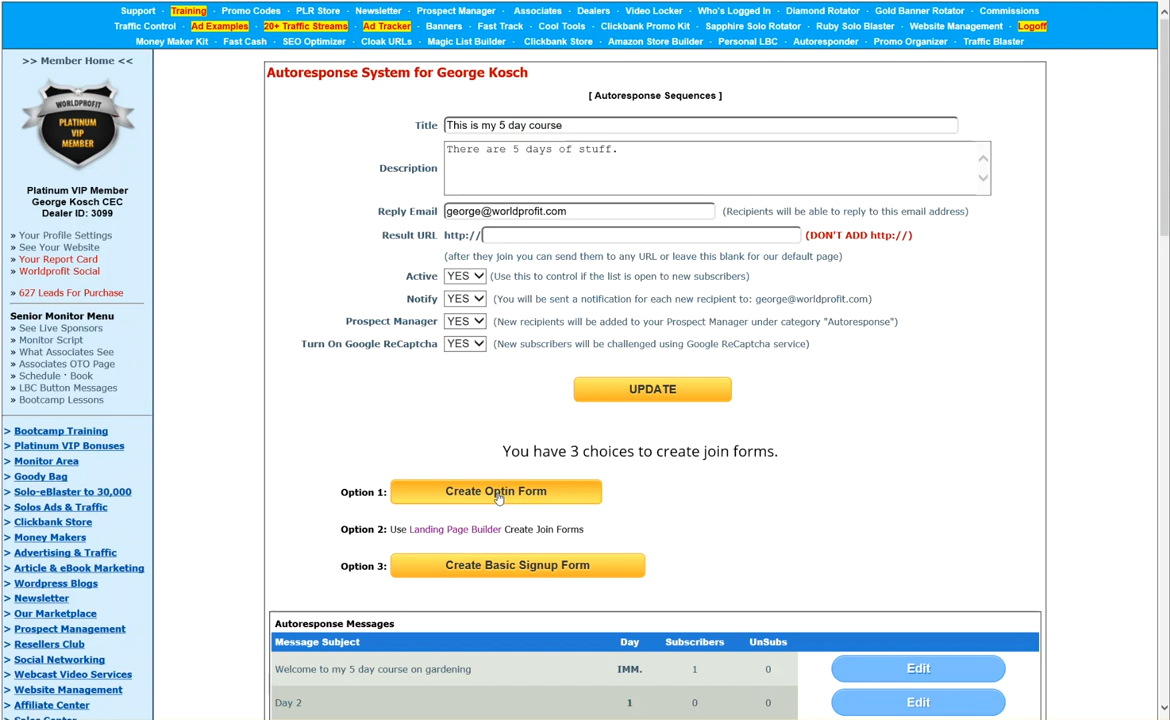 Support · Training · Promo Codes · PLR Store · Newsletter · Prospect Manager · Associates · Dealers · Video Locker · Who's Logged In · Diamond Rotator · Gold Banner Rotator · Commissions
Traffic Control · Ad Examples · 20+ Traffic Streams · Ad Tracker · Banners · Fast Track · Cool Tools · Clickbank Promo Kit · Sapphire Solo Rotator · Ruby Solo Blaster · Website Management · Logoff
Money Maker Kit · Fast Cash · SEO Optimizer · Cloak URLs · Magic List Builder · Clickbank Store · Amazon Store Builder · Personal LBC · Autoresponder · Promo Organizer · Traffic Blaster
>> Member Home <<
WORLDPROFIT
PLATINUM
VIP
MEMBER
Platinum VIP Member
George Kosch CEC
Dealer ID: 3099
» Your Profile Settings
» See Your Website
» Your Report Card
» Worldprofit Social
» 627 Leads For Purchase
Senior Monitor Menu
» See Live Sponsors
» Monitor Script
» What Associates See
» Associates OTO Page
» Schedule · Book
» LBC Button Messages
» Bootcamp Lessons
> Bootcamp Training
> Platinum VIP Bonuses
> Monitor Area
> Goody Bag
> Solo-eBlaster to 30,000
> Solos Ads & Traffic
> Clickbank Store
> Money Makers
> Advertising & Traffic
> Article & eBook Marketing
> Wordpress Blogs
> Newsletter
> Our Marketplace
> Prospect Management
> Resellers Club
> Social Networking
> Webcast Video Services
> Website Management
> Affiliate Center
Autoresponse System for George Kosch
[ Autoresponse Sequences ]
Title This is my 5 day course
Description There are 5 days of stuff.
Reply Email george@worldprofit.com (Recipients will be able to reply to this email address)
Result URL http:// (DON'T ADD http://)
(after they join you can send them to any URL or leave this blank for our default page)
Active YES (Use this to control if the list is open to new subscribers)
Notify YES (You will be sent a notification for each new recipient to: george@worldprofit.com)
Prospect Manager YES (New recipients will be added to your Prospect Manager under category "Autoresponse")
Turn On Google ReCaptcha YES (New subscribers will be challenged using Google ReCaptcha service)
UPDATE
You have 3 choices to create join forms.
Option 1: Create Optin Form
Option 2: Use Landing Page Builder Create Join Forms
Option 3: Create Basic Signup Form
Autoresponse Messages
Message Subject Day Subscribers UnSubs
Welcome to my 5 day course on gardening IMM. 1 0 Edit
Day 2 1 0 0 Edit